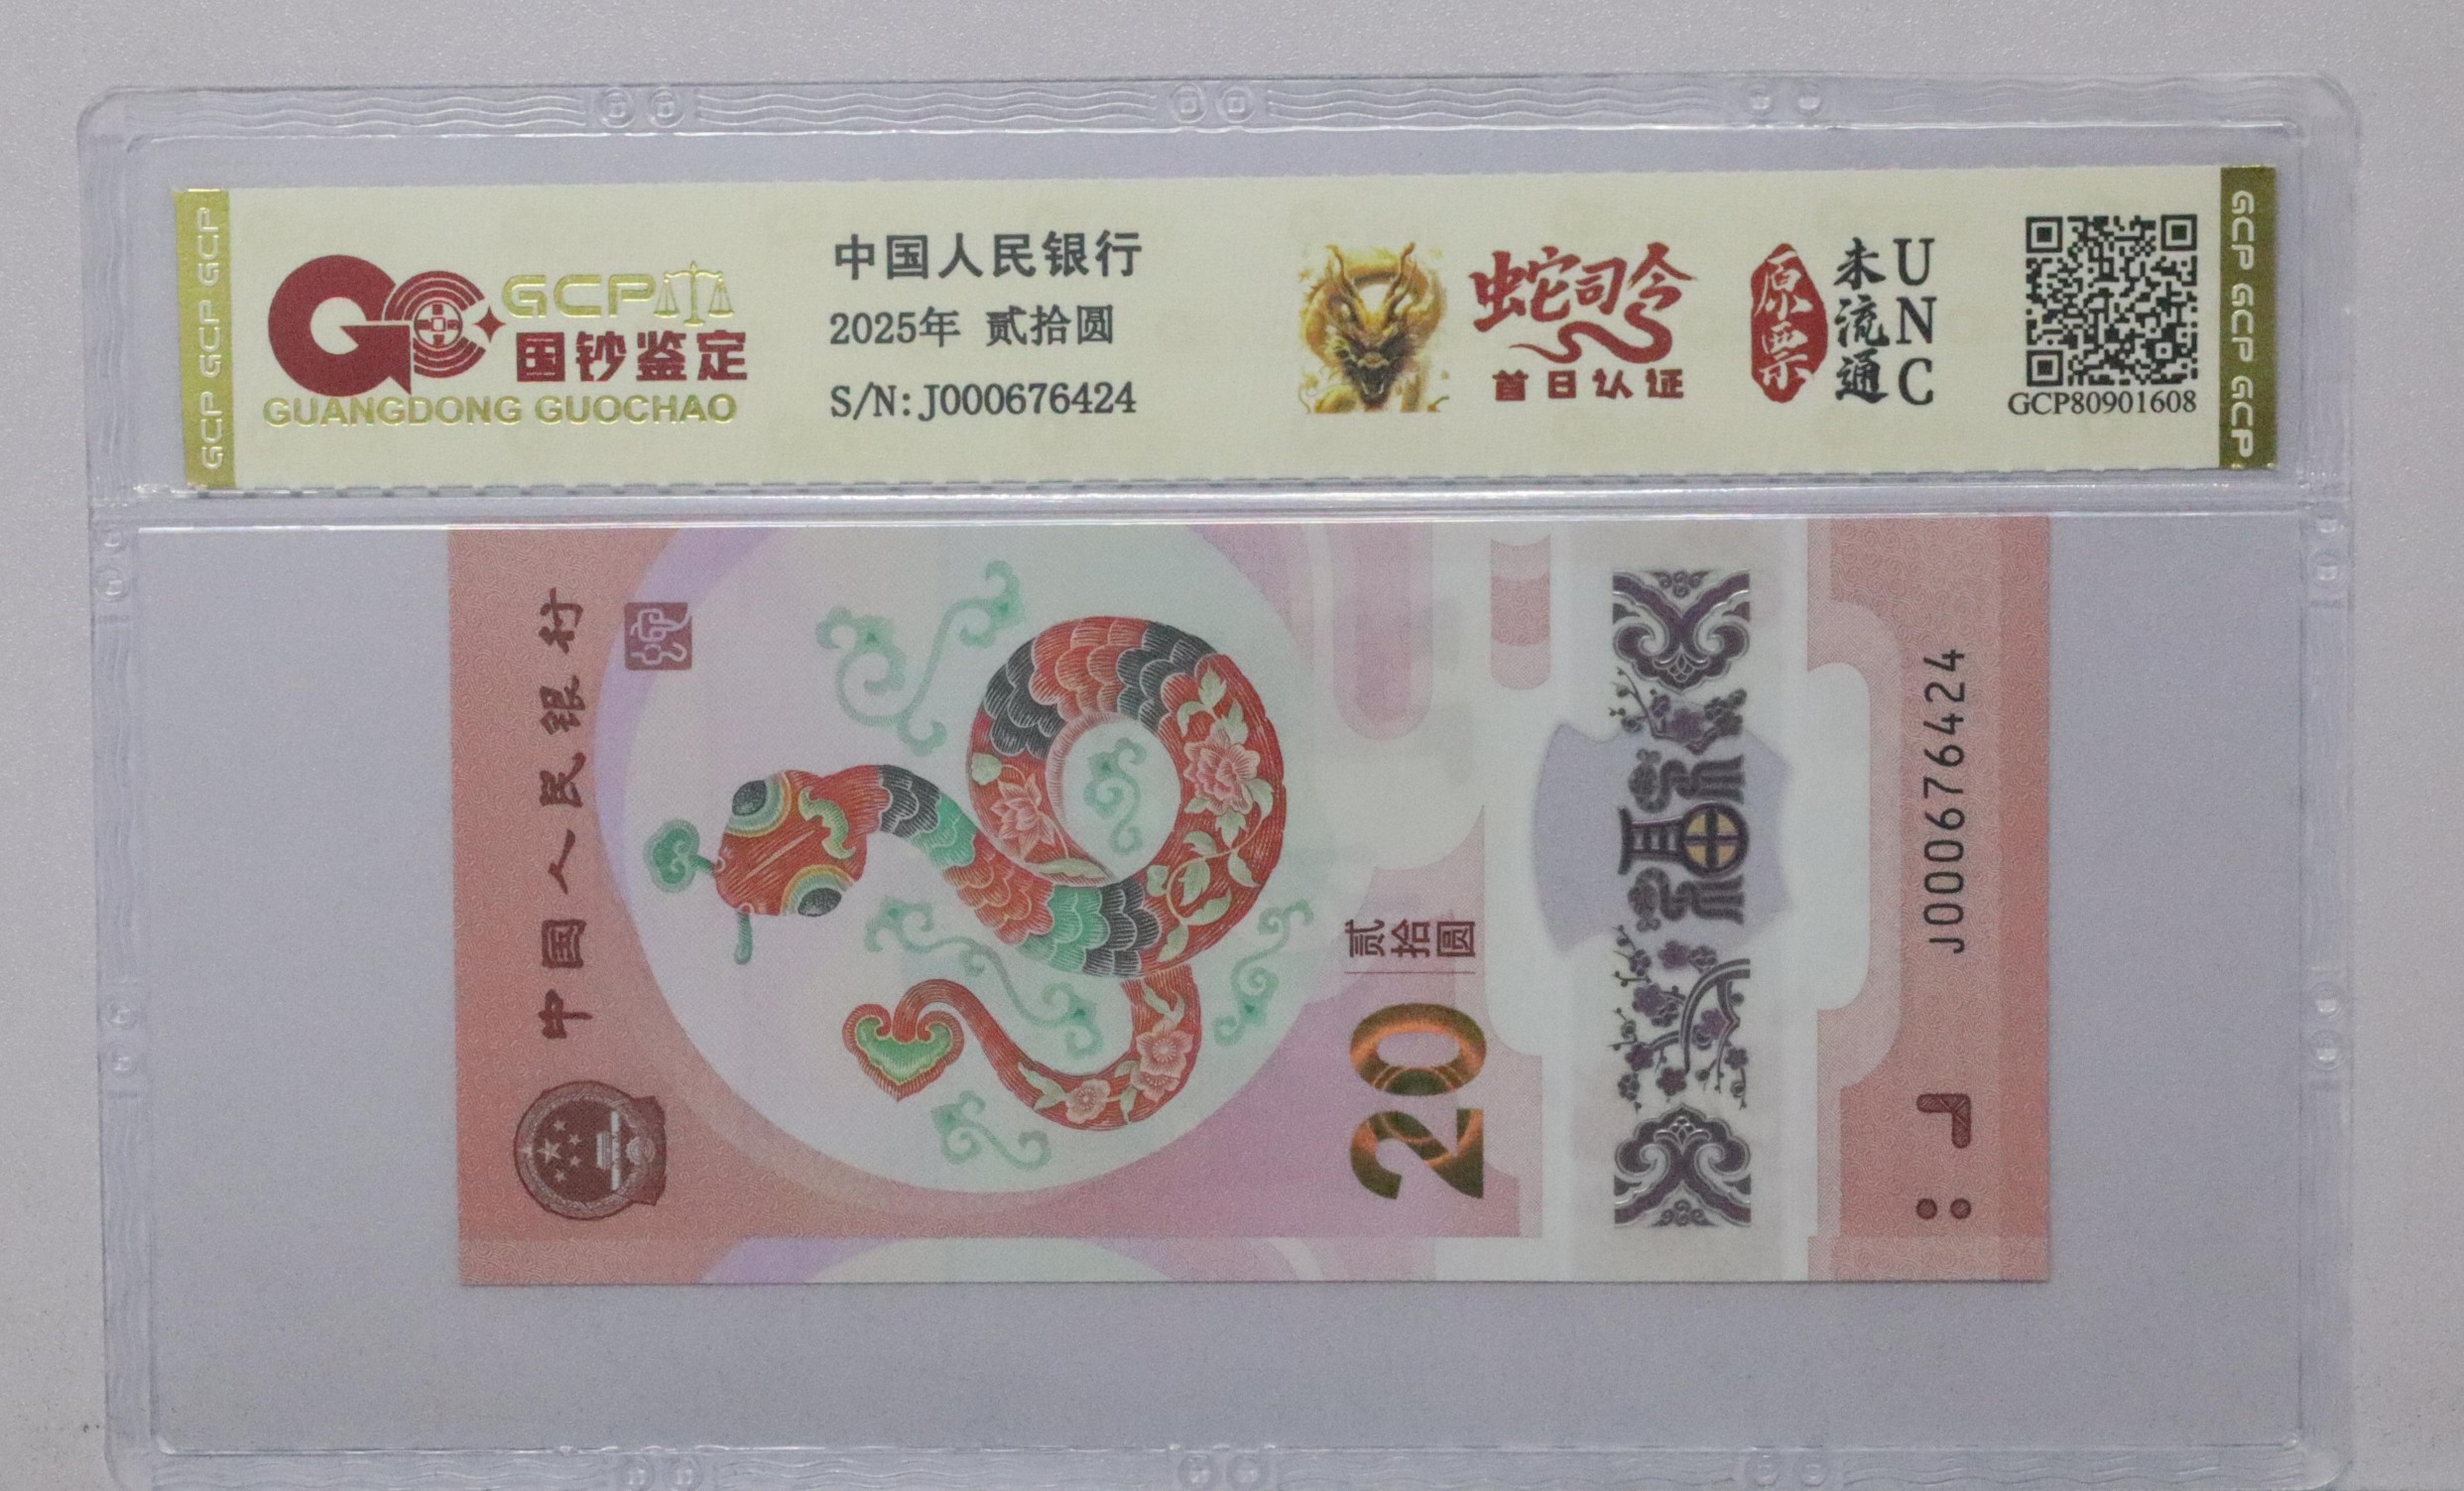 GCP GCP GCP
GCP
国钞鉴定
GUANGDONG GUOCHAO
中国人民银行
2025年 贰拾圆
S/N: J000676424
蛇司令
首日认证
原票
未流通
UNC
GCP80901608
GCP GCP GCP
中国人民银行
贰拾圆
20
福
J000676424